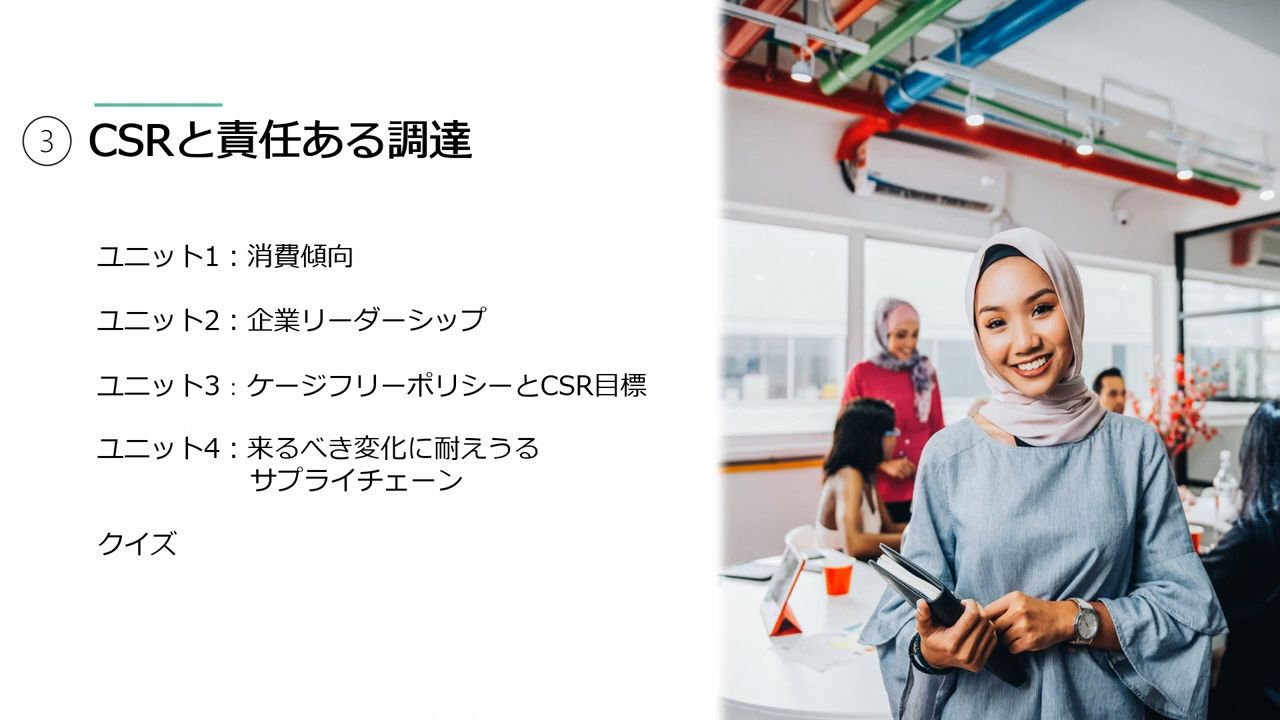 ③ CSRと責任ある調達
ユニット1：消費傾向
ユニット2：企業リーダーシップ
ユニット3：ケージフリーポリシーとCSR目標
ユニット4：来るべき変化に耐えうる
サプライチェーン
クイズ